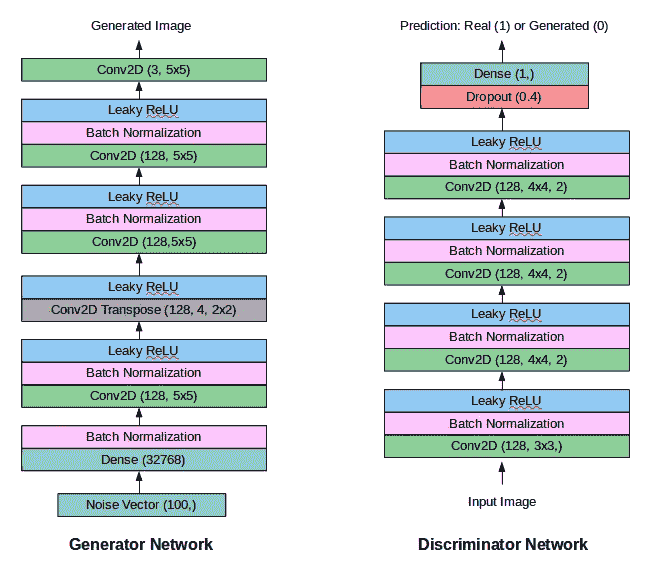 Generated Image
Conv2D (3, 5x5)
Leaky ReLU
Batch Normalization
Conv2D (128, 5x5)
Leaky ReLU
Batch Normalization
Conv2D (128,5x5)
Leaky ReLU
Conv2D Transpose (128, 4, 2x2)
Leaky ReLU
Batch Normalization
Conv2D (128, 5x5)
Batch Normalization
Dense (32768)
Noise Vector (100,)
Generator Network
Prediction: Real (1) or Generated (0)
Dense (1,)
Dropout (0.4)
Leaky ReLU
Batch Normalization
Conv2D (128, 4x4, 2)
Leaky ReLU
Batch Normalization
Conv2D (128, 4x4, 2)
Leaky ReLU
Batch Normalization
Conv2D (128, 4x4, 2)
Leaky ReLU
Batch Normalization
Conv2D (128, 3x3,)
Input Image
Discriminator Network